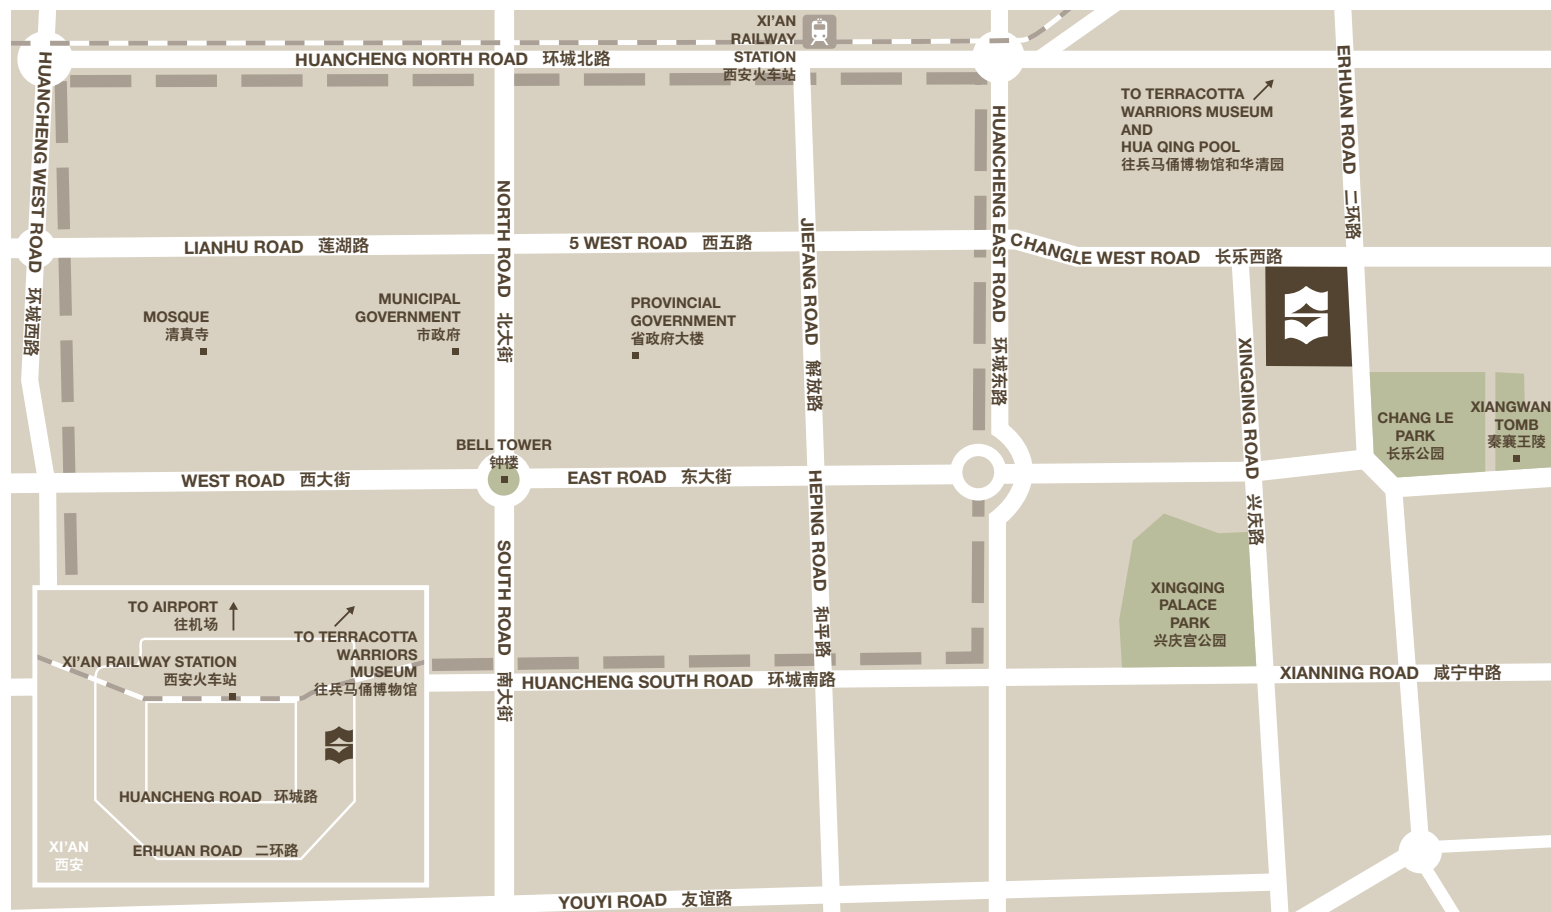 XI'AN
RAILWAY
STATION
西安火车站
HUANCHENG NORTH ROAD 环城北路
HUANCHENG WEST ROAD 环城西路
NORTH ROAD 北大街
JIEFANG ROAD 解放路
HUANCHENG EAST ROAD 环城东路
ERHUAN ROAD 二环路
TO TERRACOTTA
WARRIORS MUSEUM
AND
HUA QING POOL
往兵马俑博物馆和华清园
LIANHU ROAD 莲湖路
5 WEST ROAD 西五路
CHANGLE WEST ROAD 长乐西路
MOSQUE
清真寺
MUNICIPAL
GOVERNMENT
市政府
PROVINCIAL
GOVERNMENT
省政府大楼
XINGQING ROAD 兴庆路
CHANG LE
PARK
长乐公园
XIANGWAN
TOMB
秦襄王陵
BELL TOWER
钟楼
WEST ROAD 西大街
EAST ROAD 东大街
HEPING ROAD 和平路
SOUTH ROAD 南大街
XINGQING
PALACE
PARK
兴庆宫公园
HUANCHENG SOUTH ROAD 环城南路
XIANNING ROAD 咸宁中路
YOUYI ROAD 友谊路
TO AIRPORT
往机场
TO TERRACOTTA
WARRIORS
MUSEUM
往兵马俑博物馆
XI'AN RAILWAY STATION
西安火车站
HUANCHENG ROAD 环城路
ERHUAN ROAD 二环路
XI'AN
西安